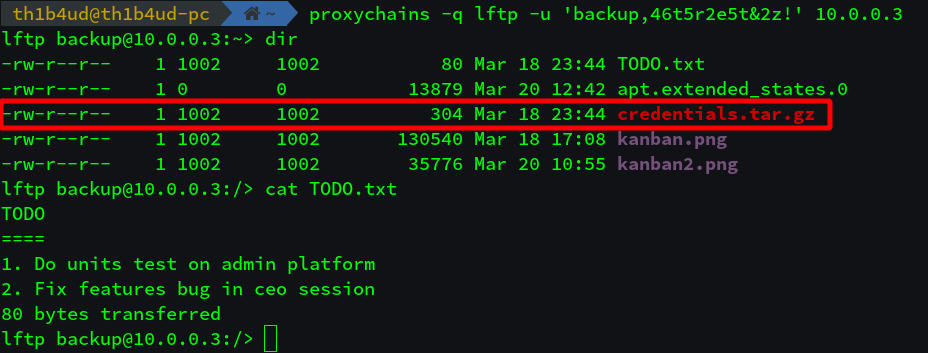 th1b4ud@th1b4ud-pc ~ proxychains -q lftp -u 'backup,46t5r2e5t&2z!' 10.0.0.3
lftp backup@10.0.0.3:~> dir
-rw-r--r-- 1 1002 1002 80 Mar 18 23:44 TODO.txt
-rw-r--r-- 1 0 0 13879 Mar 20 12:42 apt.extended_states.0
-rw-r--r-- 1 1002 1002 304 Mar 18 23:44 credentials.tar.gz
-rw-r--r-- 1 1002 1002 130540 Mar 18 17:08 kanban.png
-rw-r--r-- 1 1002 1002 35776 Mar 20 10:55 kanban2.png
lftp backup@10.0.0.3:/> cat TODO.txt
TODO
====
1. Do units test on admin platform
2. Fix features bug in ceo session
80 bytes transferred
lftp backup@10.0.0.3:/>